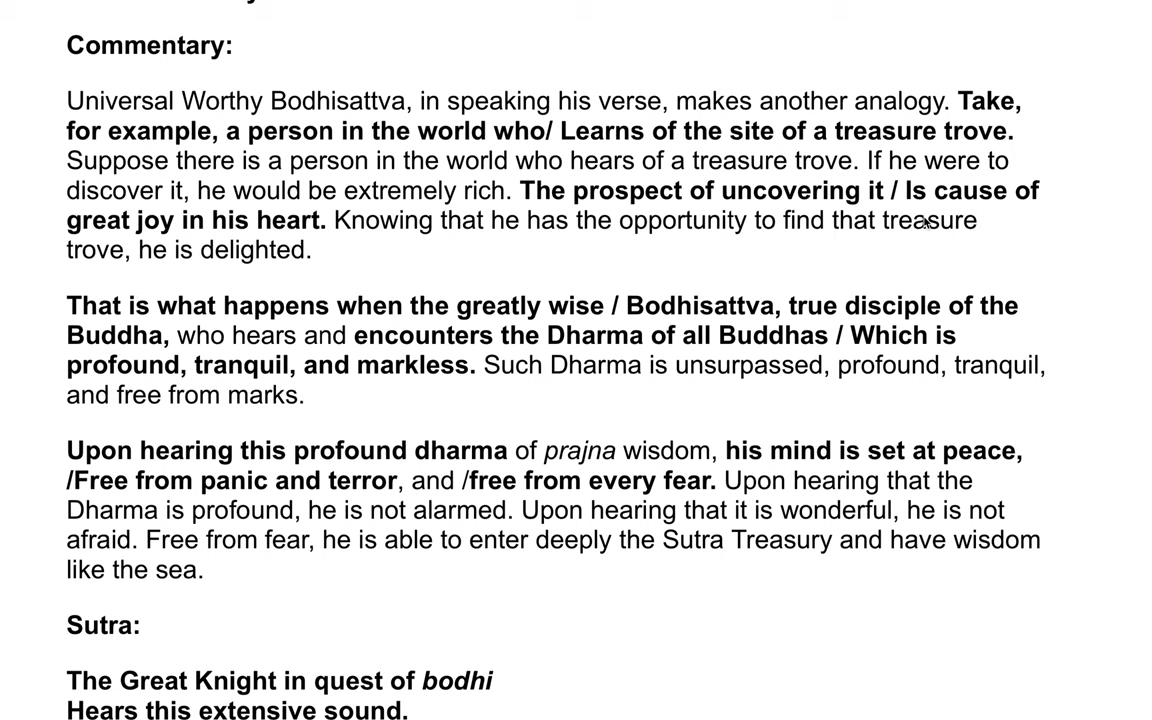 Commentary:
Universal Worthy Bodhisattva, in speaking his verse, makes another analogy. Take,
for example, a person in the world who/ Learns of the site of a treasure trove.
Suppose there is a person in the world who hears of a treasure trove. If he were to
discover it, he would be extremely rich. The prospect of uncovering it / Is cause of
great joy in his heart. Knowing that he has the opportunity to find that treasure
trove, he is delighted.
That is what happens when the greatly wise / Bodhisattva, true disciple of the
Buddha, who hears and encounters the Dharma of all Buddhas / Which is
profound, tranquil, and markless. Such Dharma is unsurpassed, profound, tranquil,
and free from marks.
Upon hearing this profound dharma of prajna wisdom, his mind is set at peace,
/Free from panic and terror, and /free from every fear. Upon hearing that the
Dharma is profound, he is not alarmed. Upon hearing that it is wonderful, he is not
afraid. Free from fear, he is able to enter deeply the Sutra Treasury and have wisdom
like the sea.
Sutra:
The Great Knight in quest of bodhi
Hears this extensive sound.